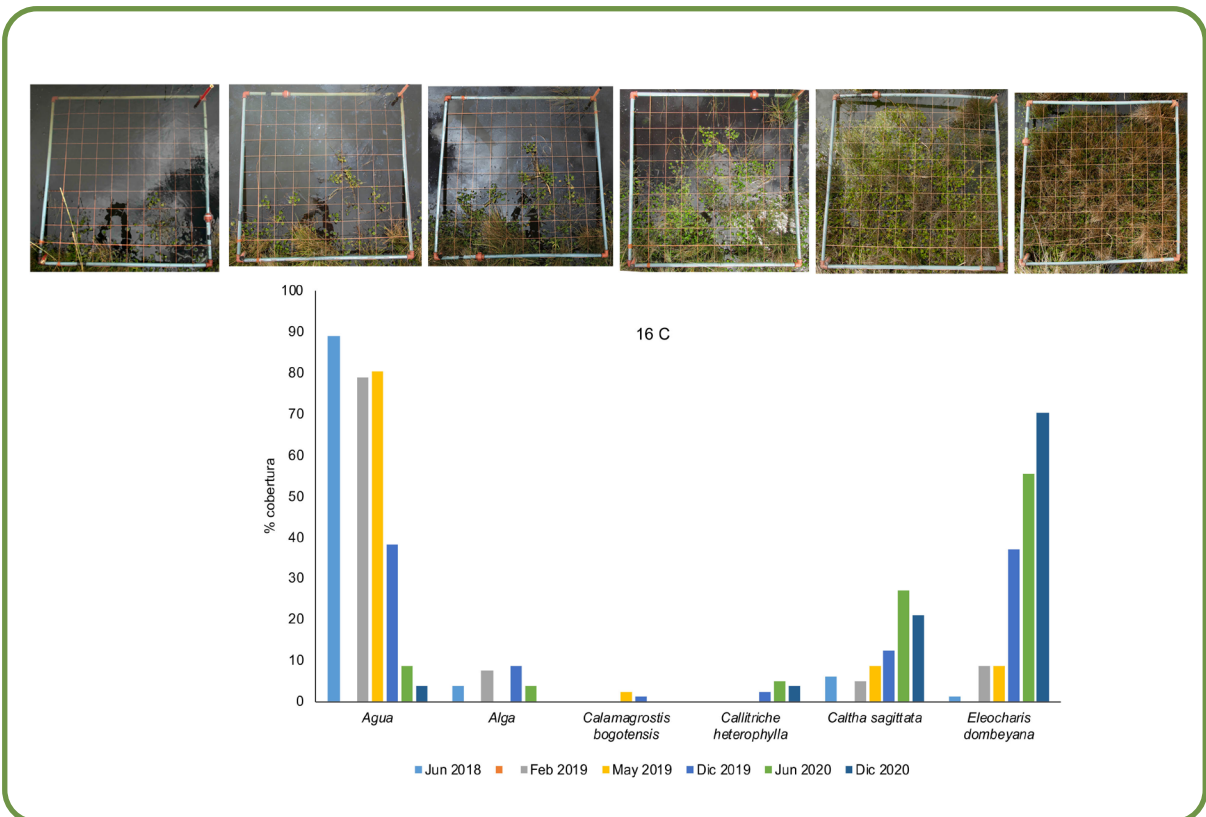 100
16 C
90
80
70
60
50
40
30
20
10
0
% cobertura
Agua
Alga
Calamagrostis
bogotensis
Callitriche
heterophylla
Caltha sagittata
Eleocharis
dombeyana
Jun 2018 Feb 2019 May 2019 Dic 2019 Jun 2020 Dic 2020